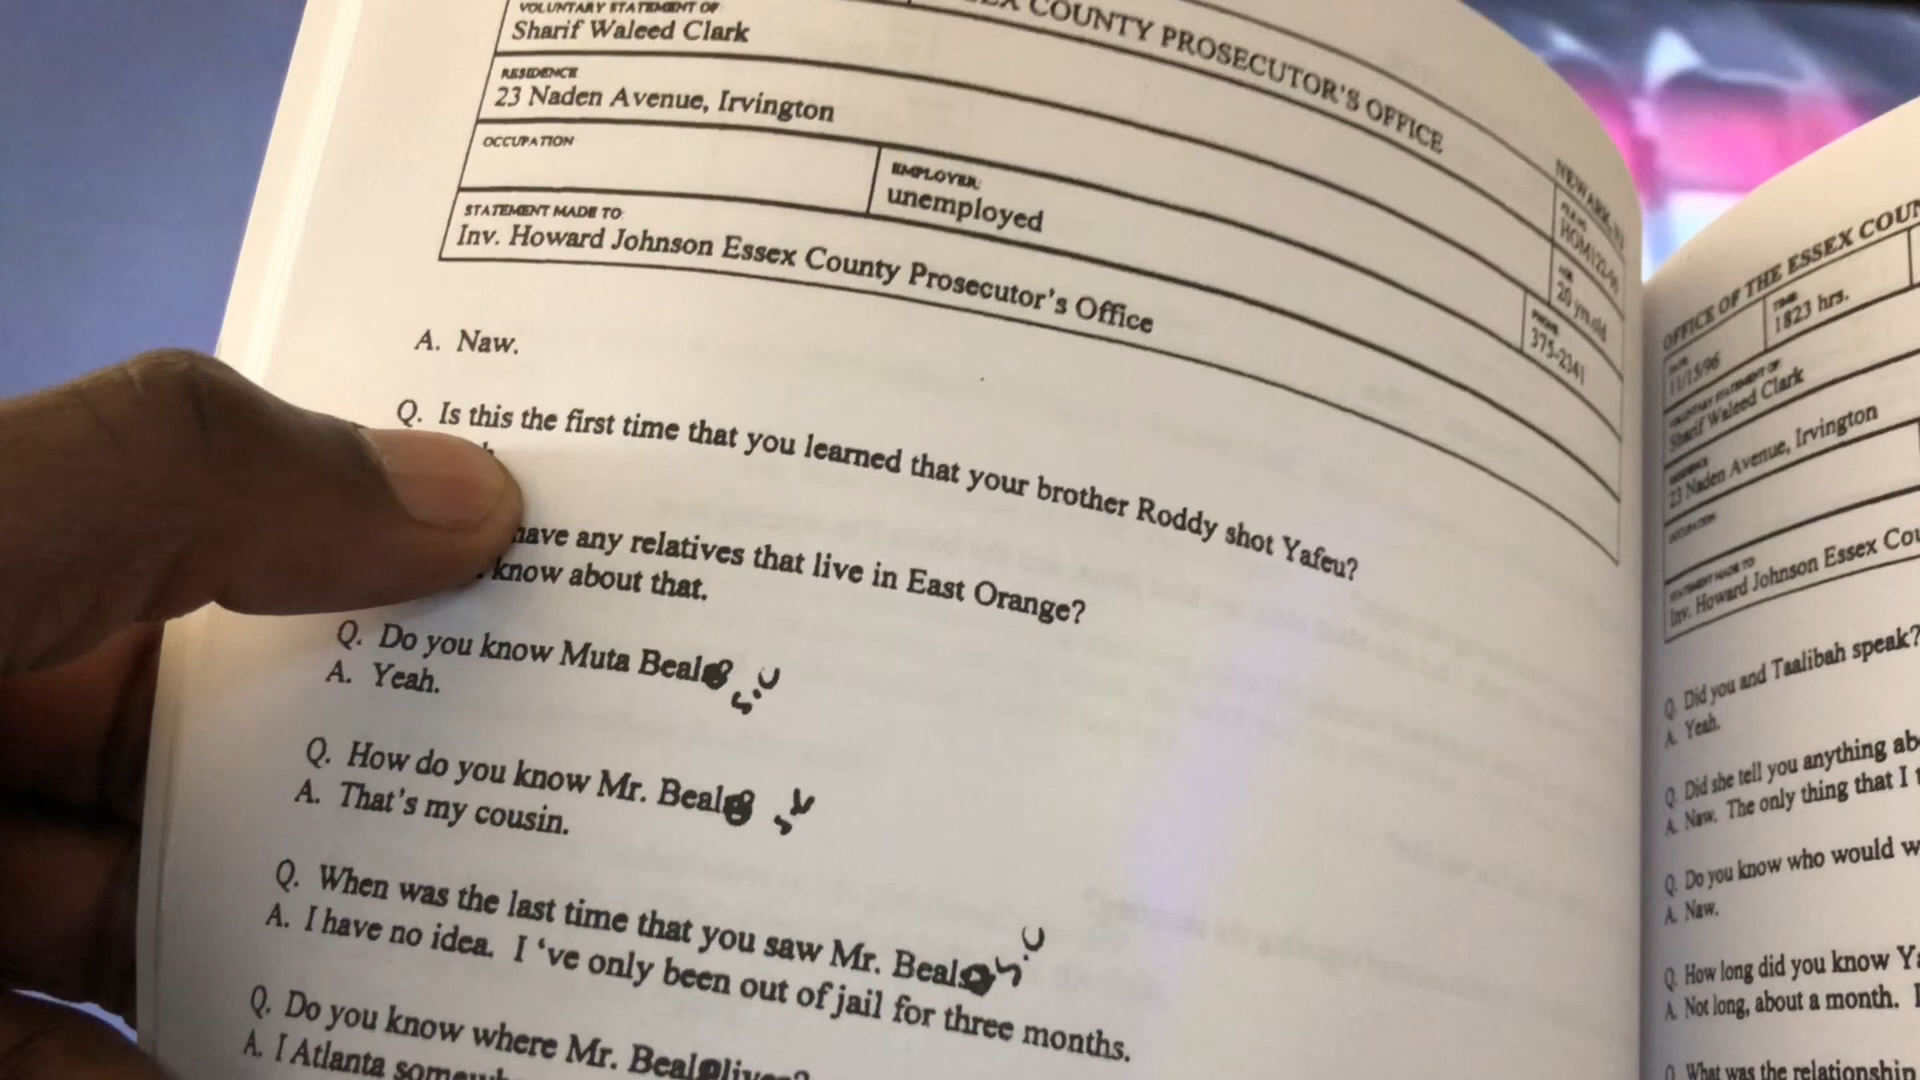 COUNTY PROSECUTOR'S OFFICE
VOLUNTARY STATEMENT OF
Sharif Waleed Clark
RESIDENCE
23 Naden Avenue, Irvington
20 yrs.old
OCCUPATION
EMPLOYER:
unemployed
PHONE
375-2341
STATEMENT MADE TO:
Inv. Howard Johnson Essex County Prosecutor's Office
A. Naw.
Q. Is this the first time that you learned that your brother Roddy shot Yafeu?
have any relatives that live in East Orange?
know about that.
Q. Do you know Muta Beal
A. Yeah.
Q. How do you know Mr. Beal
A. That's my cousin.
Q. When was the last time that you saw Mr. Beal
A. I have no idea. I 've only been out of jail for three months.
Q. Do you know where Mr. Beal
A. I Atlanta
OFFICE OF THE ESSEX
11/15/96
TIME
1823 hrs.
Sharif Waleed Clark
23 Naden Avenue, Irvington
Inv. Howard Johnson Essex
Q. Did you and Taalibah speak?
A. Yeah.
Q. Did she tell you anything
A. Naw. The only thing that I
Q. Do you know who would
A. Naw.
Q. How long did you know
A. Not long, about a month.
What was the relationship